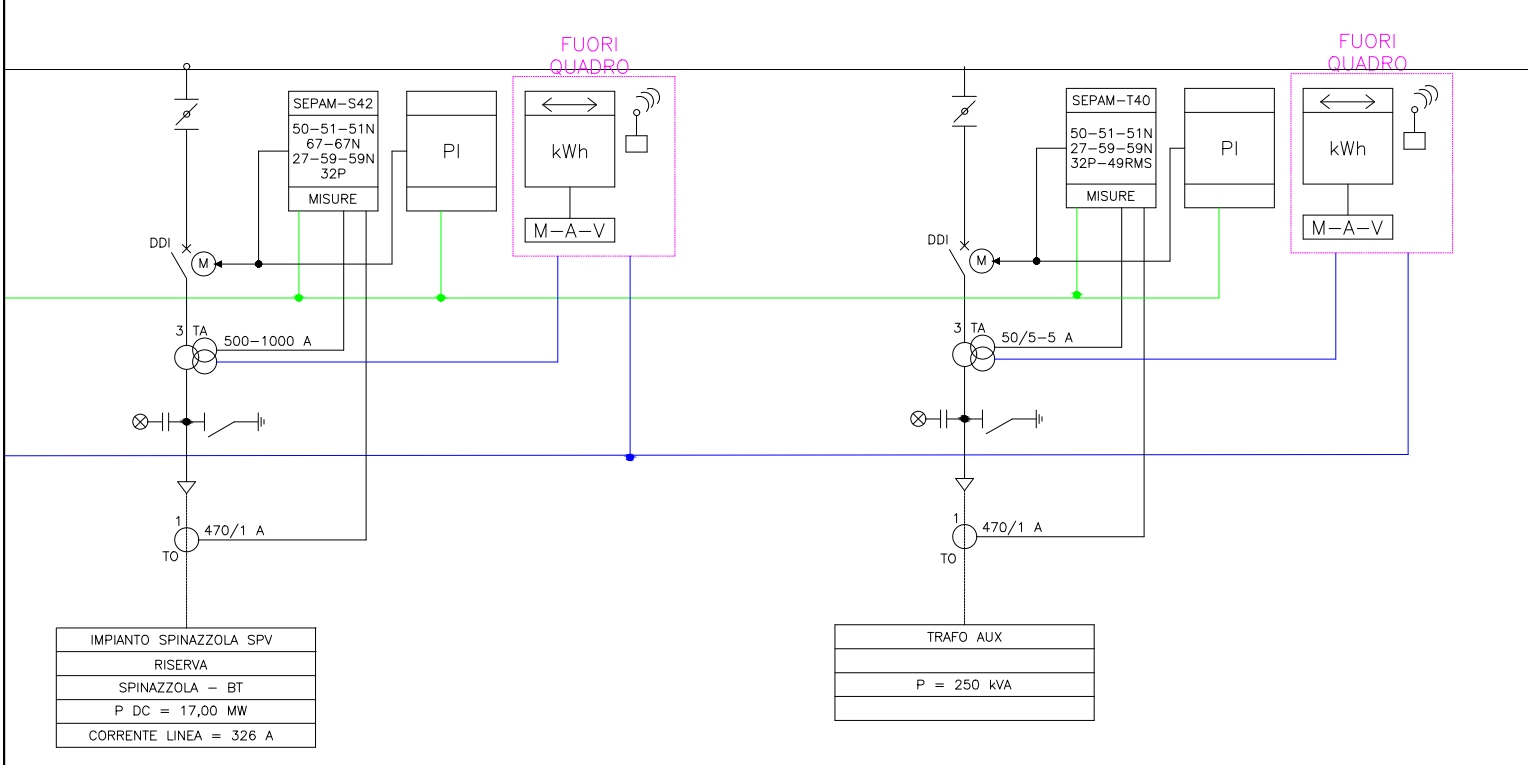 FUORI
QUADRO
SEPAM-S42
50-51-51N
67-67N
27-59-59N
32P
MISURE
PI
kWh
M-A-V
DDI
M
3 TA
500-1000 A
1
470/1 A
TO
IMPIANTO SPINAZZOLA SPV
RISERVA
SPINAZZOLA - BT
P DC = 17,00 MW
CORRENTE LINEA = 326 A
FUORI
QUADRO
SEPAM-T40
50-51-51N
27-59-59N
32P-49RMS
MISURE
PI
kWh
M-A-V
DDI
M
3 TA
50/5-5 A
1
470/1 A
TO
TRAFO AUX
P = 250 kVA